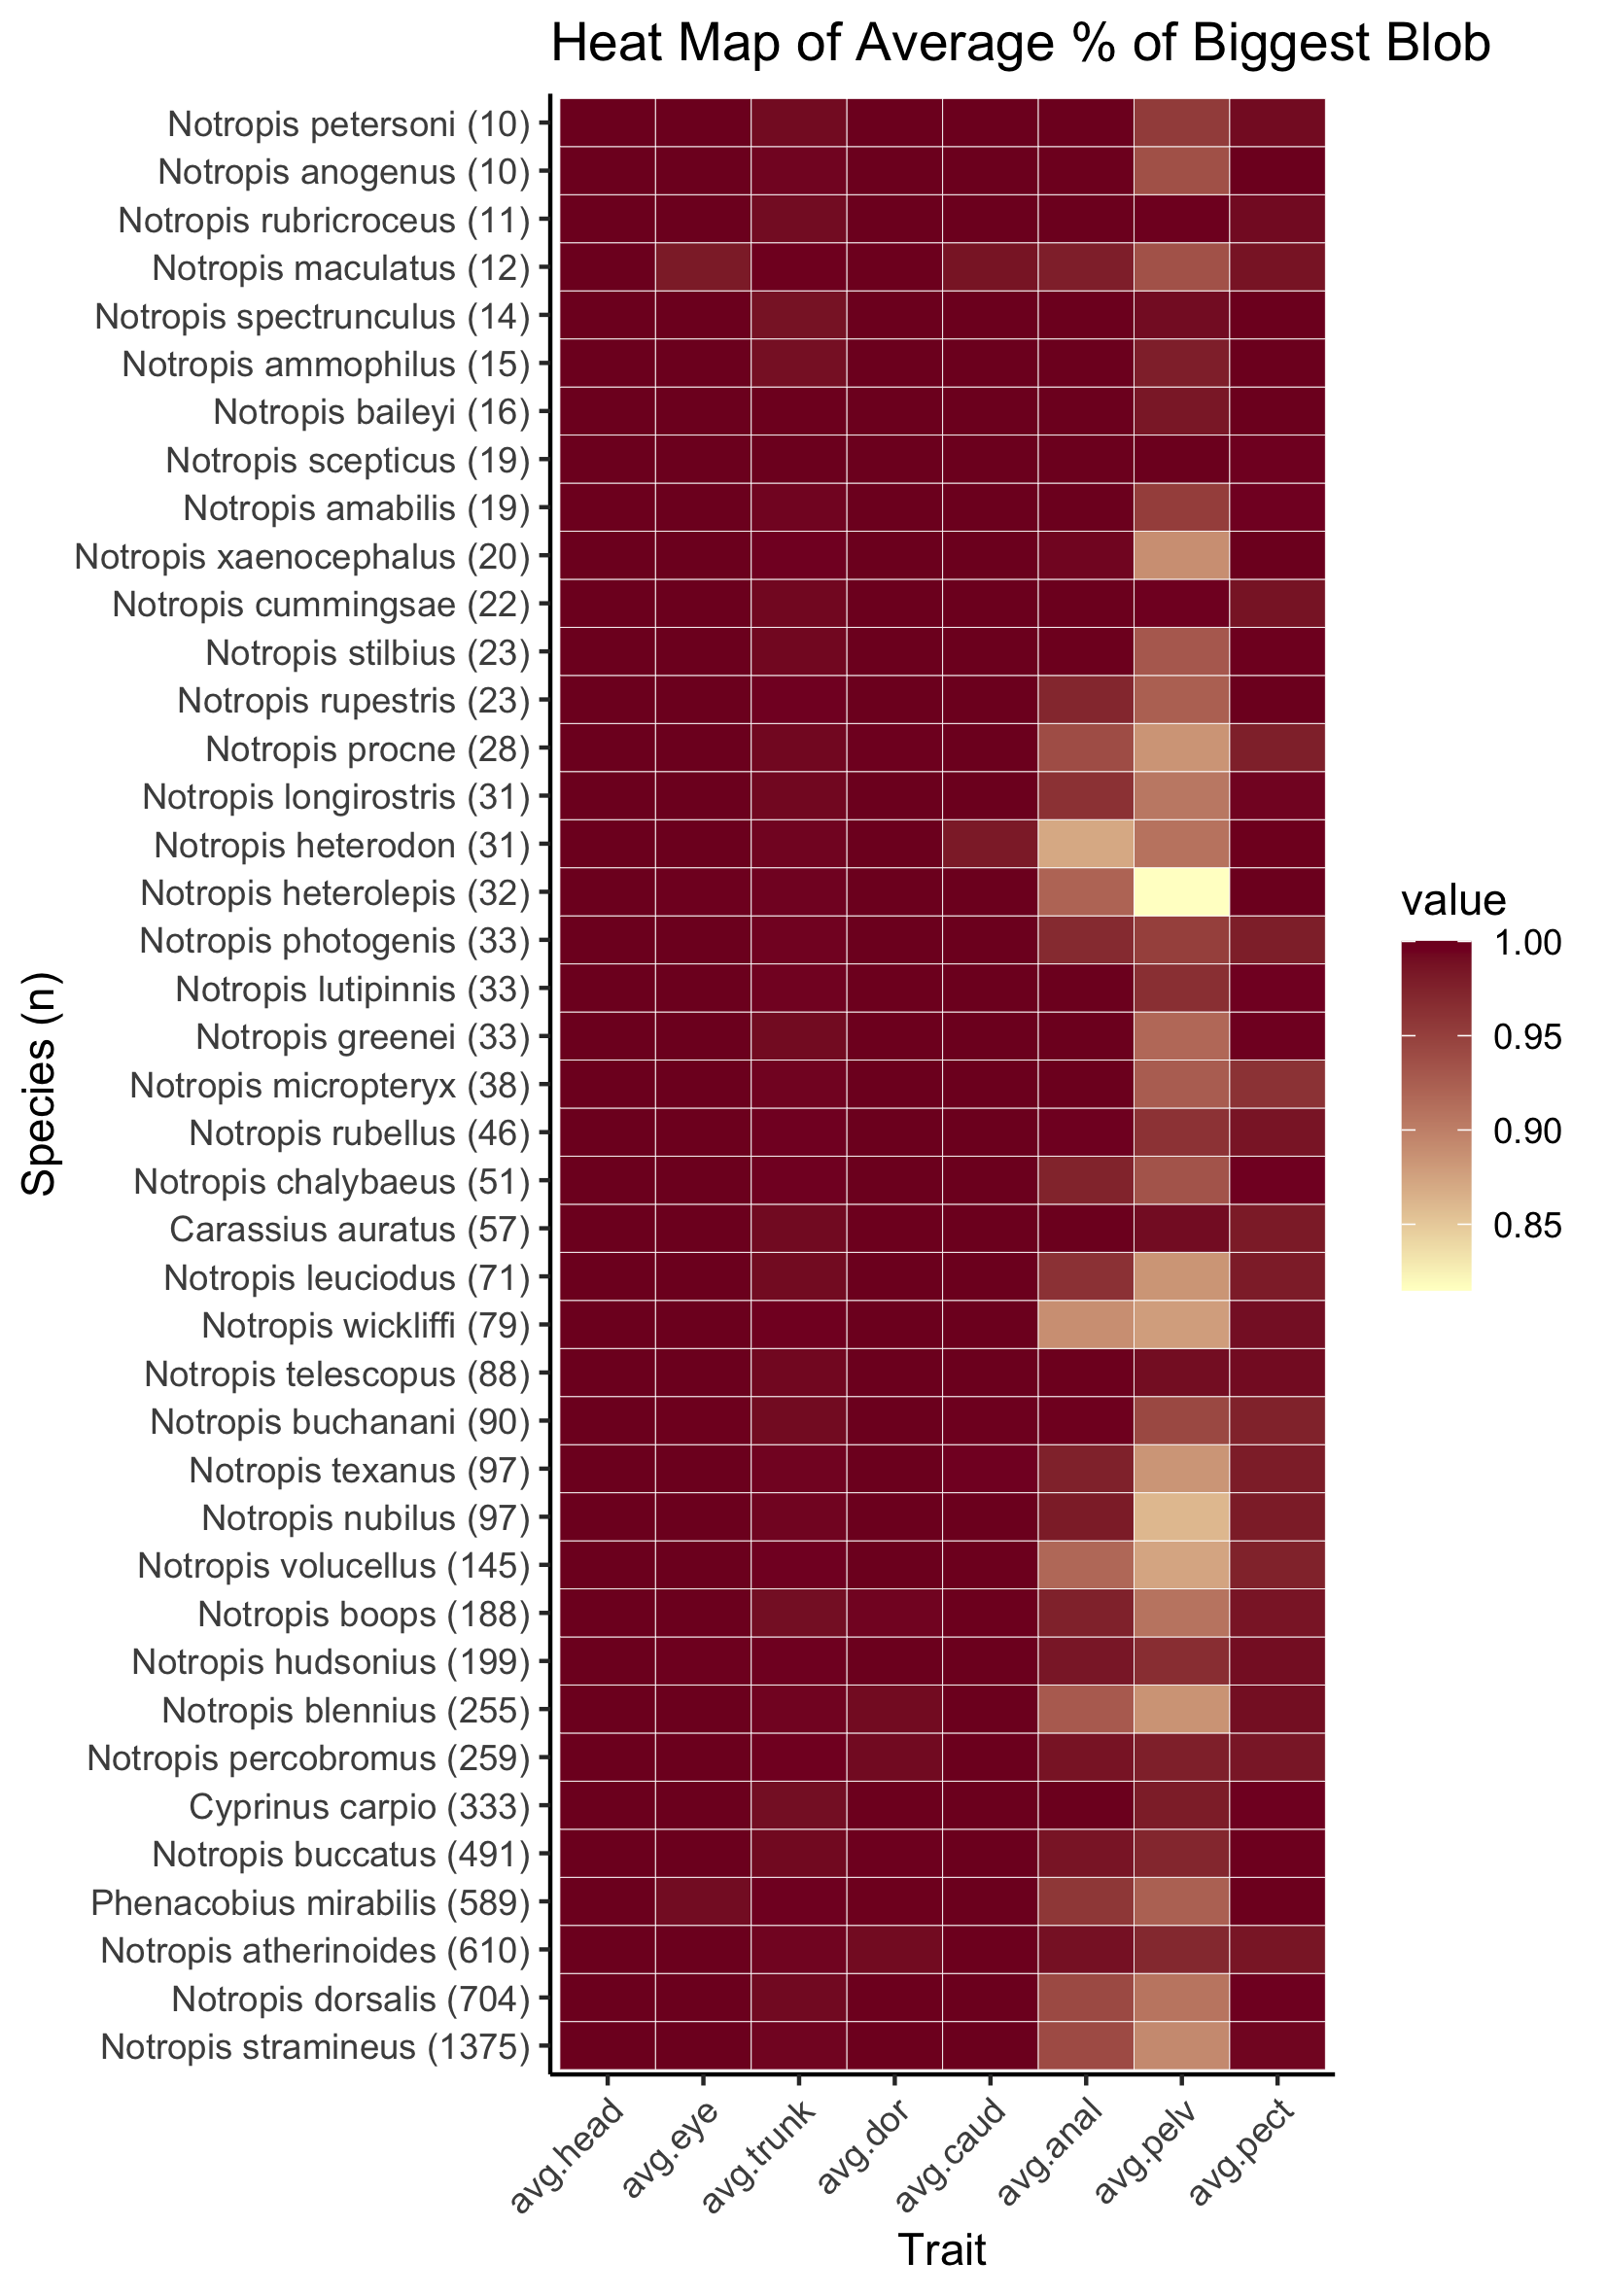 Heat Map of Average % of Biggest Blob
Notropis petersoni (10)
Notropis anogenus (10)
Notropis rubricroceus (11)
Notropis maculatus (12)
Notropis spectrunculus (14)
Notropis ammophilus (15)
Notropis baileyi (16)
Notropis scepticus (19)
Notropis amabilis (19)
Notropis xaenocephalus (20)
Notropis cummingsae (22)
Notropis stilbius (23)
Notropis rupestris (23)
Notropis procne (28)
Notropis longirostris (31)
Notropis heterodon (31)
Notropis heterolepis (32)
Notropis photogenis (33)
Notropis lutipinnis (33)
Notropis greenei (33)
Notropis micropteryx (38)
Notropis rubellus (46)
Notropis chalybaeus (51)
Carassius auratus (57)
Notropis leuciodus (71)
Notropis wickliffi (79)
Notropis telescopus (88)
Notropis buchanani (90)
Notropis texanus (97)
Notropis nubilus (97)
Notropis volucellus (145)
Notropis boops (188)
Notropis hudsonius (199)
Notropis blennius (255)
Notropis percobromus (259)
Cyprinus carpio (333)
Notropis buccatus (491)
Phenacobius mirabilis (589)
Notropis atherinoides (610)
Notropis dorsalis (704)
Notropis stramineus (1375)
Species (n)
avg.head
avg.eye
avg.trunk
avg.dor
avg.caud
avg.anal
avg.pelv
avg.pect
Trait
value
1.00
0.95
0.90
0.85